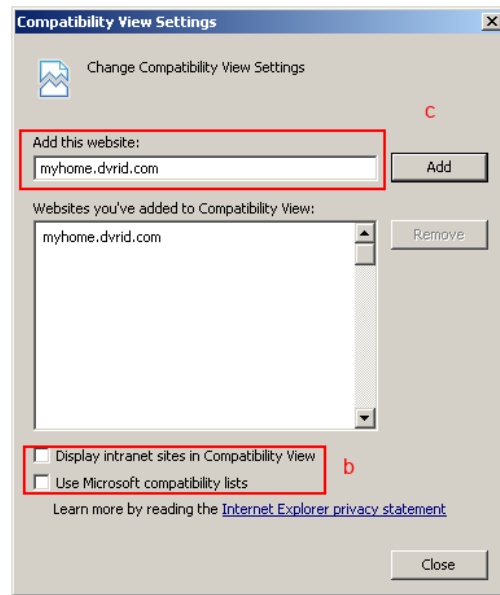 Compatibility View Settings
Change Compatibility View Settings
c
Add this website:
myhome.dvrid.com
Add
Websites you've added to Compatibility View:
myhome.dvrid.com
Remove
Display intranet sites in Compatibility View
b
Use Microsoft compatibility lists
Learn more by reading the Internet Explorer privacy statement
Close